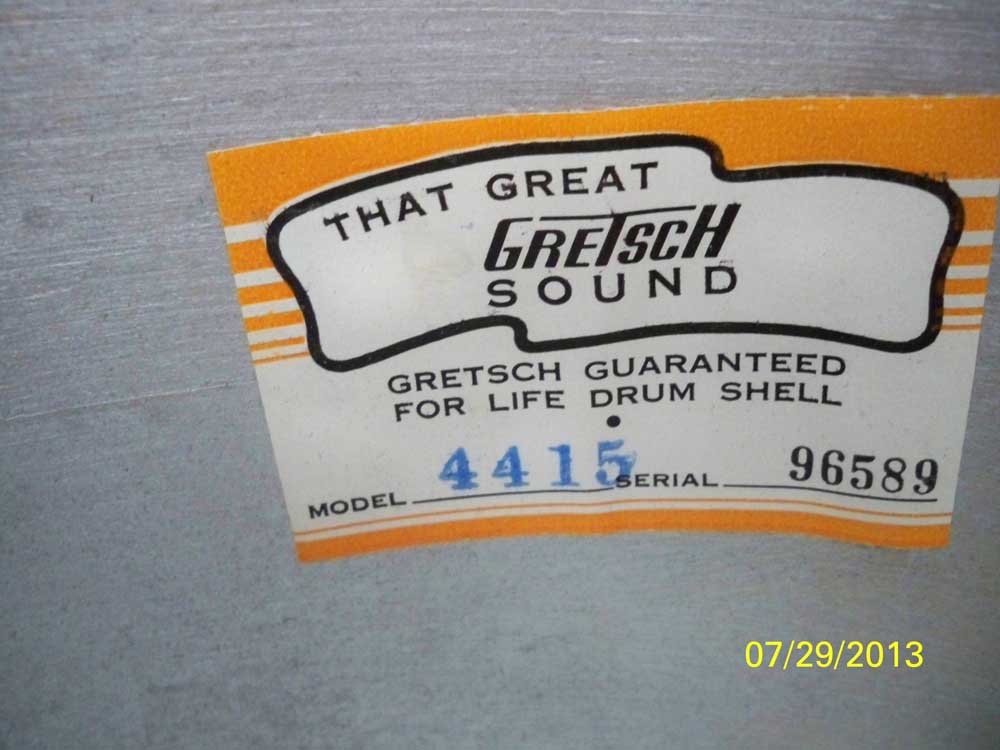 THAT GREAT
GRETSCH
SOUND
GRETSCH GUARANTEED
FOR LIFE DRUM SHELL
MODEL 4415 SERIAL 96589
07/29/2013